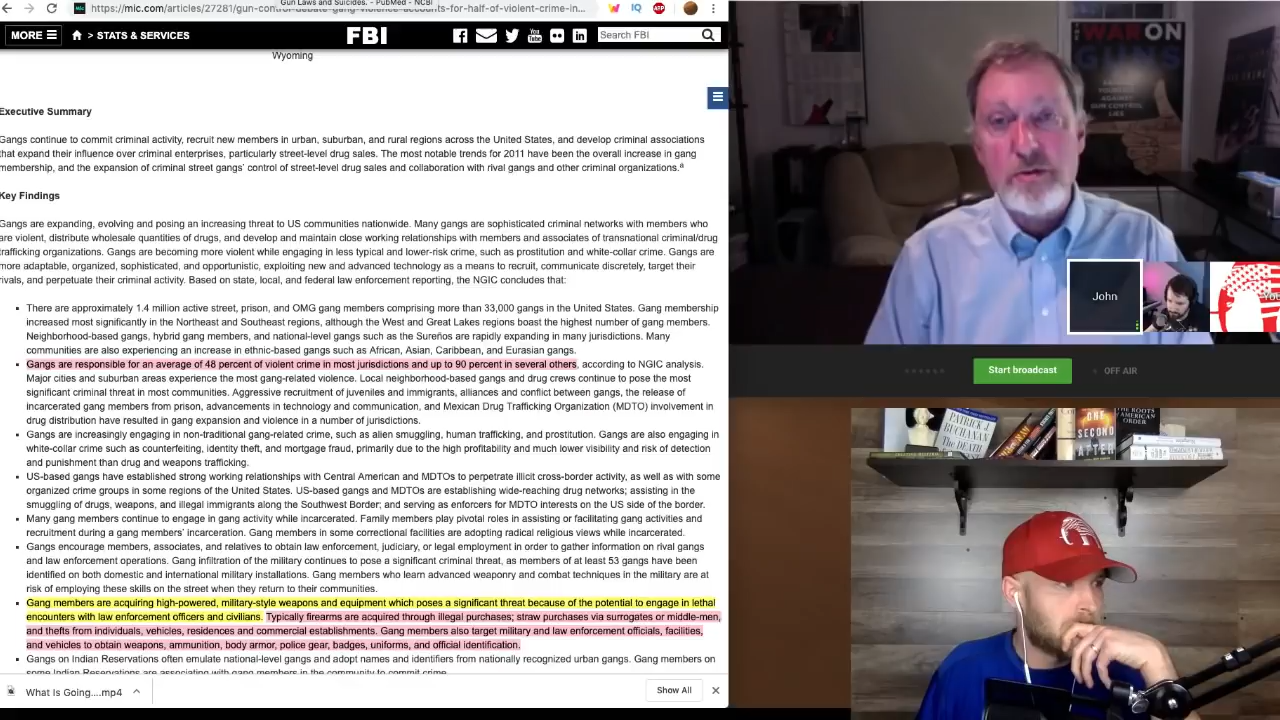 Gun Laws and Suicides. - PubMed - NCBI
https://mic.com/articles/27281/gun-control-debate-gang-violence-accounts-for-half-of-violent-crime-in...
MORE
> STATS & SERVICES
FBI
Search FBI
Wyoming
Executive Summary
Gangs continue to commit criminal activity, recruit new members in urban, suburban, and rural regions across the United States, and develop criminal associations
that expand their influence over criminal enterprises, particularly street-level drug sales. The most notable trends for 2011 have been the overall increase in gang
membership, and the expansion of criminal street gangs' control of street-level drug sales and collaboration with rival gangs and other criminal organizations.ª
Key Findings
Gangs are expanding, evolving and posing an increasing threat to US communities nationwide. Many gangs are sophisticated criminal networks with members who
are violent, distribute wholesale quantities of drugs, and develop and maintain close working relationships with members and associates of transnational criminal/drug
trafficking organizations. Gangs are becoming more violent while engaging in less typical and lower-risk crime, such as prostitution and white-collar crime. Gangs are
more adaptable, organized, sophisticated, and opportunistic, exploiting new and advanced technology as a means to recruit, communicate discretely, target their
rivals, and perpetuate their criminal activity. Based on state, local, and federal law enforcement reporting, the NGIC concludes that:
There are approximately 1.4 million active street, prison, and OMG gang members comprising more than 33,000 gangs in the United States. Gang membership
increased most significantly in the Northeast and Southeast regions, although the West and Great Lakes regions boast the highest number of gang members.
Neighborhood-based gangs, hybrid gang members, and national-level gangs such as the Sureños are rapidly expanding in many jurisdictions. Many
communities are also experiencing an increase in ethnic-based gangs such as African, Asian, Caribbean, and Eurasian gangs.
Gangs are responsible for an average of 48 percent of violent crime in most jurisdictions and up to 90 percent in several others, according to NGIC analysis.
Major cities and suburban areas experience the most gang-related violence. Local neighborhood-based gangs and drug crews continue to pose the most
significant criminal threat in most communities. Aggressive recruitment of juveniles and immigrants, alliances and conflict between gangs, the release of
incarcerated gang members from prison, advancements in technology and communication, and Mexican Drug Trafficking Organization (MDTO) involvement in
drug distribution have resulted in gang expansion and violence in a number of jurisdictions.
Gangs are increasingly engaging in non-traditional gang-related crime, such as alien smuggling, human trafficking, and prostitution. Gangs are also engaging in
white-collar crime such as counterfeiting, identity theft, and mortgage fraud, primarily due to the high profitability and much lower visibility and risk of detection
and punishment than drug and weapons trafficking.
US-based gangs have established strong working relationships with Central American and MDTOs to perpetrate illicit cross-border activity, as well as with some
organized crime groups in some regions of the United States. US-based gangs and MDTOs are establishing wide-reaching drug networks; assisting in the
smuggling of drugs, weapons, and illegal immigrants along the Southwest Border; and serving as enforcers for MDTO interests on the US side of the border.
Many gang members continue to engage in gang activity while incarcerated. Family members play pivotal roles in assisting or facilitating gang activities and
recruitment during a gang members' incarceration. Gang members in some correctional facilities are adopting radical religious views while incarcerated.
Gangs encourage members, associates, and relatives to obtain law enforcement, judiciary, or legal employment in order to gather information on rival gangs
and law enforcement operations. Gang infiltration of the military continues to pose a significant criminal threat, as members of at least 53 gangs have been
identified on both domestic and international military installations. Gang members who learn advanced weaponry and combat techniques in the military are at
risk of employing these skills on the street when they return to their communities.
Gang members are acquiring high-powered, military-style weapons and equipment which poses a significant threat because of the potential to engage in lethal
encounters with law enforcement officers and civilians. Typically firearms are acquired through illegal purchases; straw purchases via surrogates or middle-men,
and thefts from individuals, vehicles, residences and commercial establishments. Gang members also target military and law enforcement officials, facilities,
and vehicles to obtain weapons, ammunition, body armor, police gear, badges, uniforms, and official identification.
Gangs on Indian Reservations often emulate national-level gangs and adopt names and identifiers from nationally recognized urban gangs. Gang members on
some Indian Reservations are associating with gang members in the community to commit crime.
What Is Going....mp4
Show All
WAR ON
GUNS
John
You
Start broadcast
OFF AIR
PATRICK J.
BUCHANAN
THE DEATH
ONE
SECOND
AFTER
THE ROOTS
OF AMERICAN
ORDER